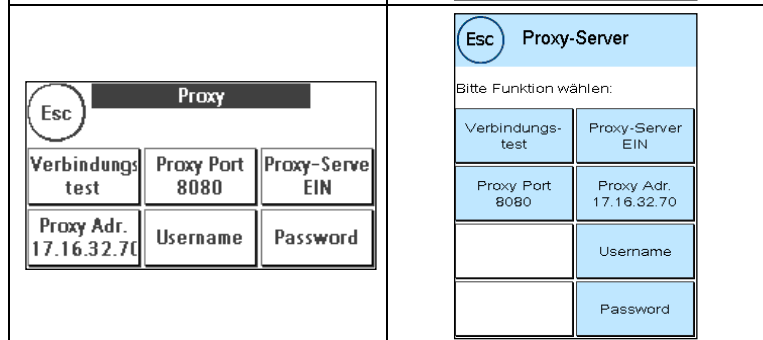 Proxy
Esc
Verbindungs
test
Proxy Port
8080
Proxy-Serve
EIN
Proxy Adr.
17.16.32.70
Username
Password
Esc
Proxy-Server
Bitte Funktion wählen:
Verbindungs-
test
Proxy-Server
EIN
Proxy Port
8080
Proxy Adr.
17.16.32.70
Username
Password